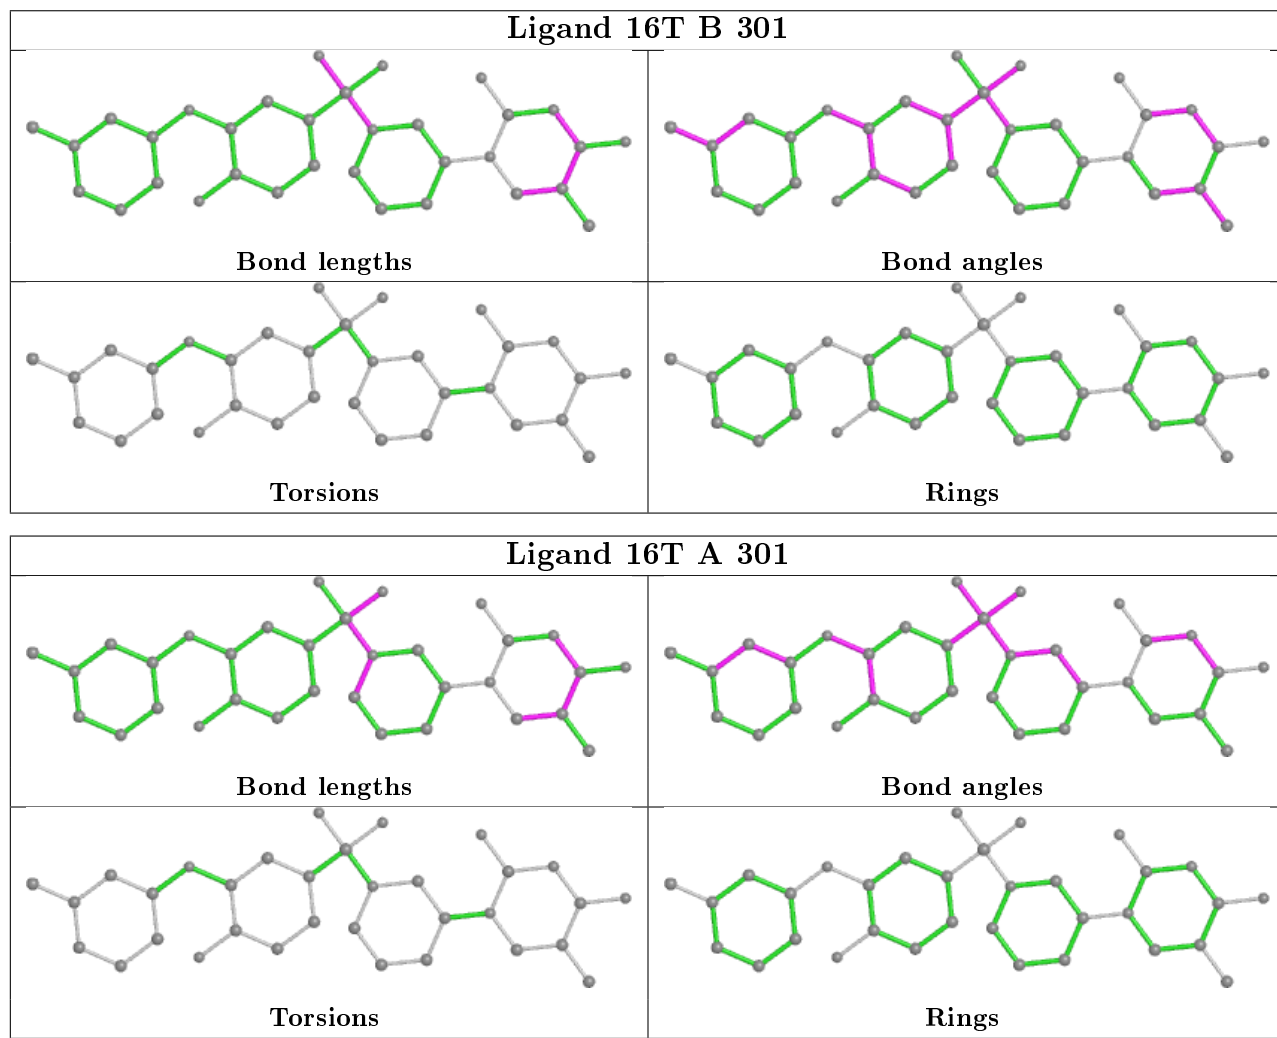 Ligand 16T B 301
Bond lengths
Bond angles
Torsions
Rings
Ligand 16T A 301
Bond lengths
Bond angles
Torsions
Rings